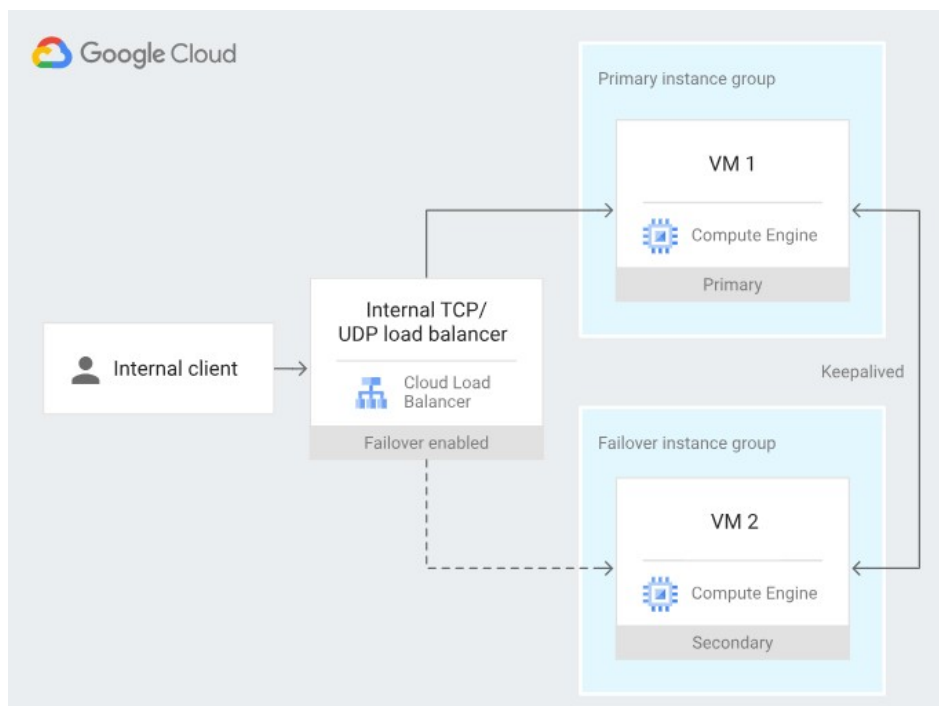 Google Cloud
Primary instance group
VM 1
Compute Engine
Primary
Internal TCP/
UDP load balancer
Cloud Load
Balancer
Failover enabled
Internal client
Keepalived
Failover instance group
VM 2
Compute Engine
Secondary